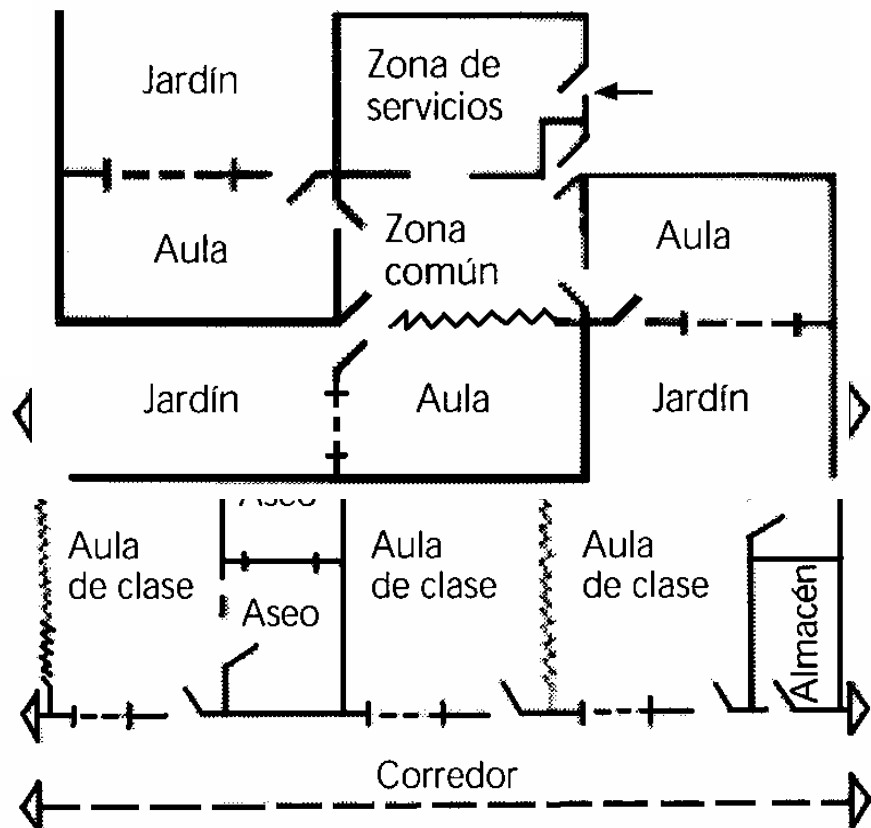 Jardín
Zona de
servicios
Aula
Zona
común
Aula
Jardín
Aula
Jardín
Aseo
Aula
de clase
Aseo
Aula
de clase
Aula
de clase
Almacén
Corredor